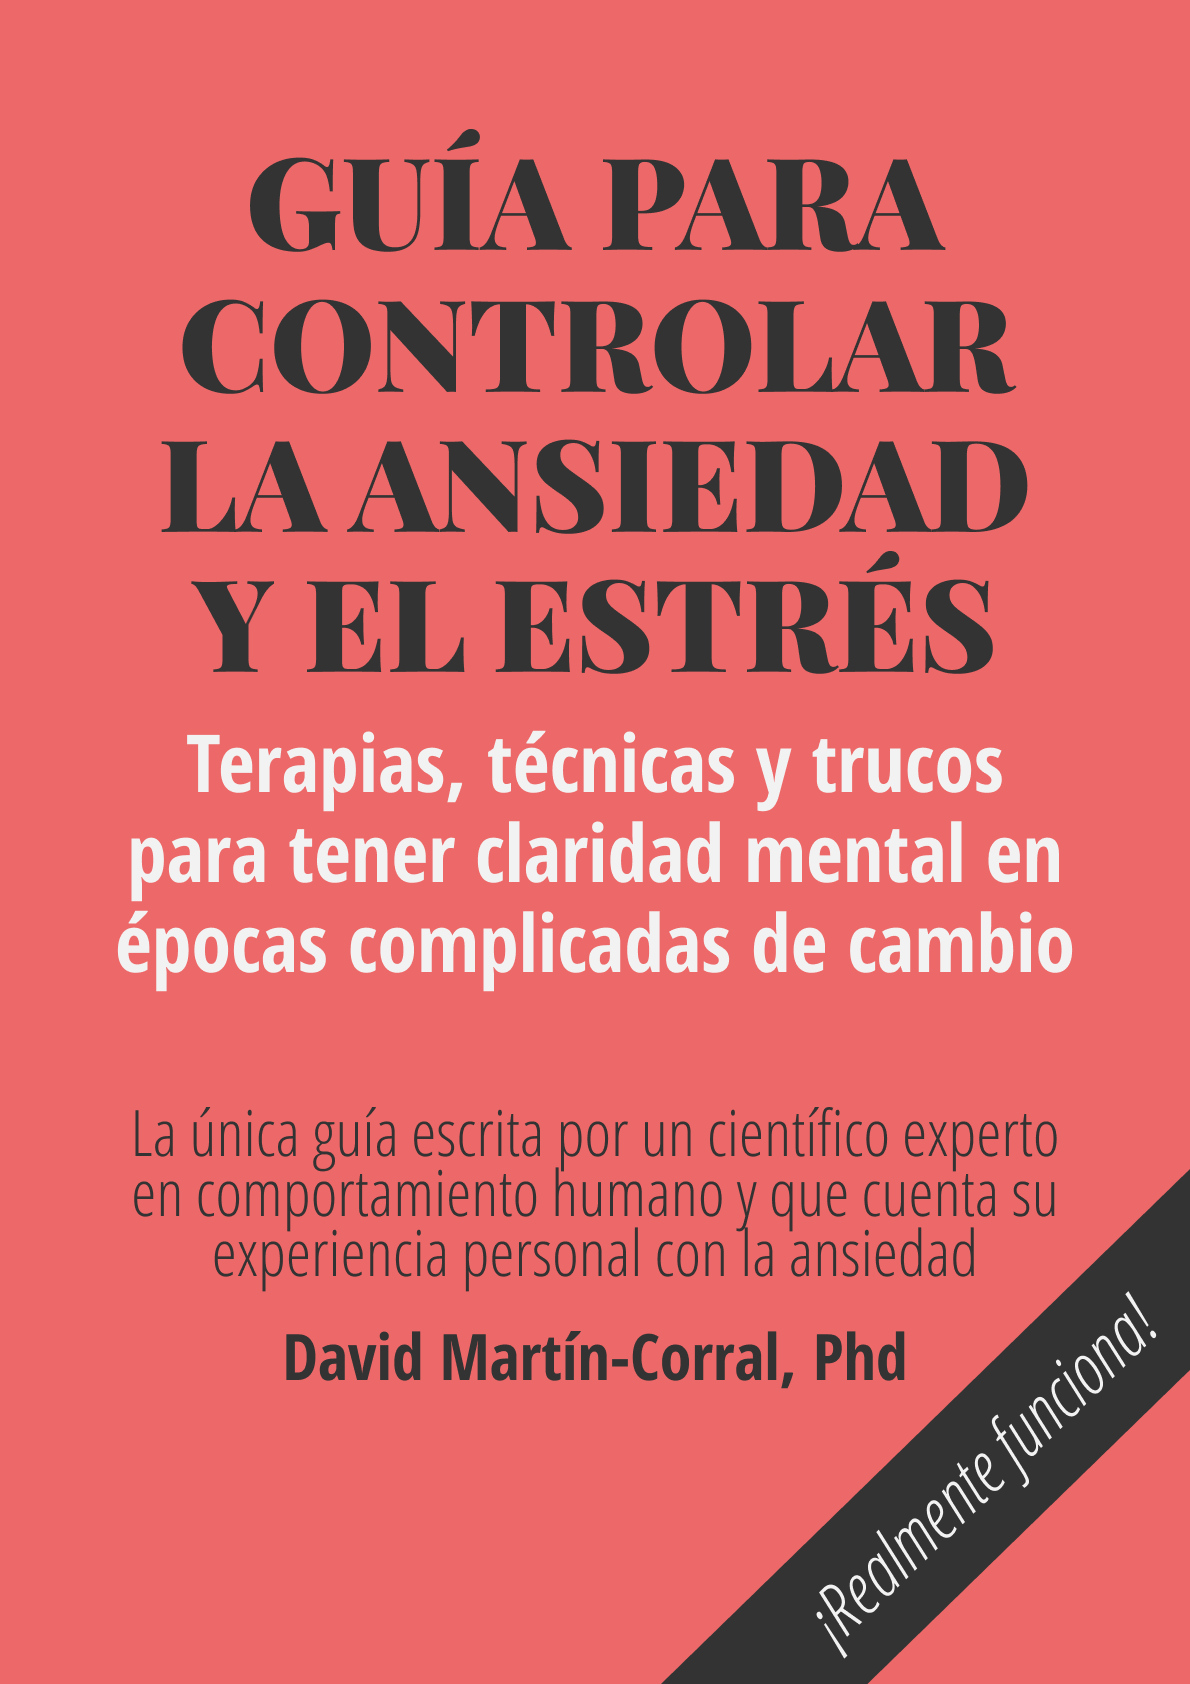 GUÍA PARA
CONTROLAR
LA ANSIEDAD
Y EL ESTRÉS
Terapias, técnicas y trucos
para tener claridad mental en
épocas complicadas de cambio
La única guía escrita por un científico experto
en comportamiento humano y que cuenta su
experiencia personal con la ansiedad
David Martín-Corral, Phd
¡Realmente funciona!